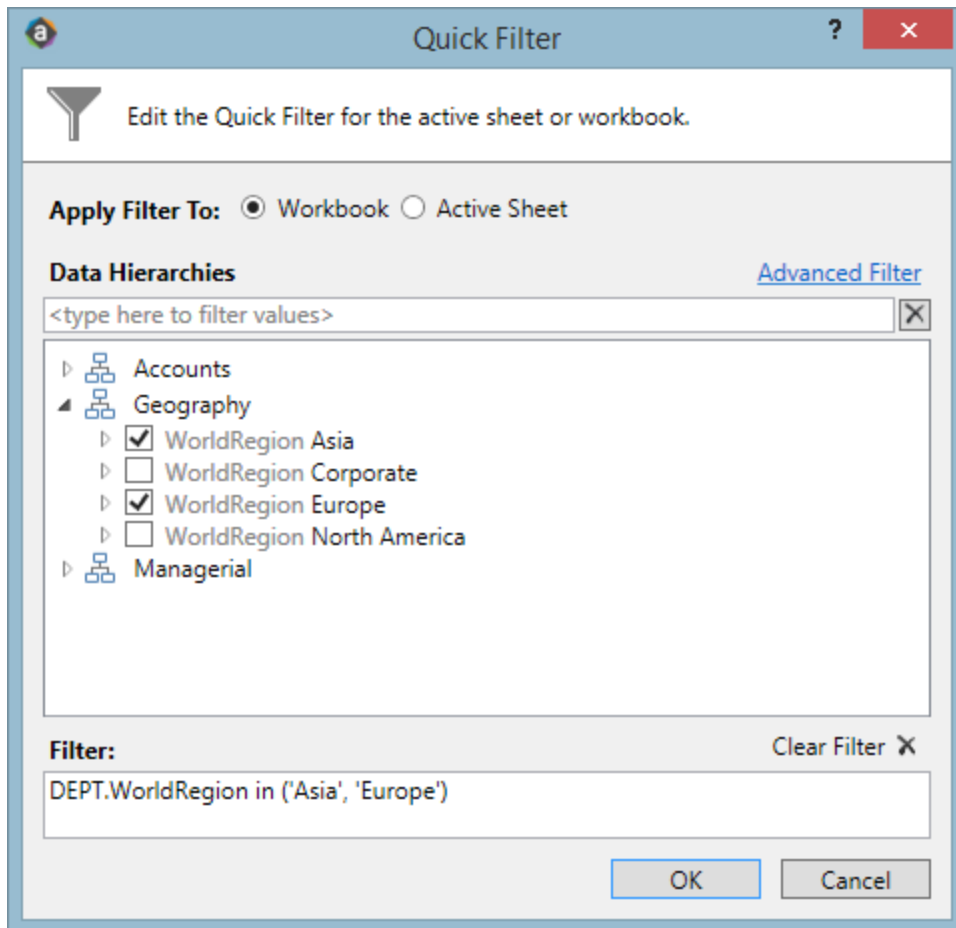 Quick Filter
?
Edit the Quick Filter for the active sheet or workbook.
Apply Filter To: Workbook Active Sheet
Data Hierarchies Advanced Filter
<type here to filter values>
Accounts
Geography
WorldRegion Asia
WorldRegion Corporate
WorldRegion Europe
WorldRegion North America
Managerial
Filter: Clear Filter
DEPT.WorldRegion in ('Asia', 'Europe')
OK Cancel